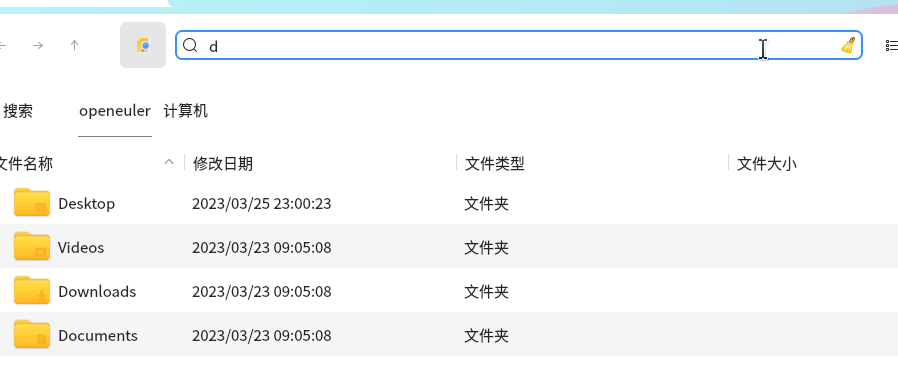 d
搜索 openeuler 计算机
文件名称 修改日期 文件类型 文件大小
Desktop 2023/03/25 23:00:23 文件夹
Videos 2023/03/23 09:05:08 文件夹
Downloads 2023/03/23 09:05:08 文件夹
Documents 2023/03/23 09:05:08 文件夹